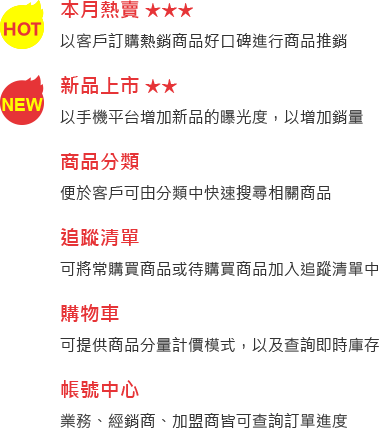 HOT
本月熱賣 ★★★
以客戶訂購熱銷商品好口碑進行商品推銷
NEW
新品上市 ★★
以手機平台增加新品的曝光度，以增加銷量
商品分類
便於客戶可由分類中快速搜尋相關商品
追蹤清單
可將常購買商品或待購買商品加入追蹤清單中
購物車
可提供商品分量計價模式，以及查詢即時庫存
帳號中心
業務、經銷商、加盟商皆可查詢訂單進度